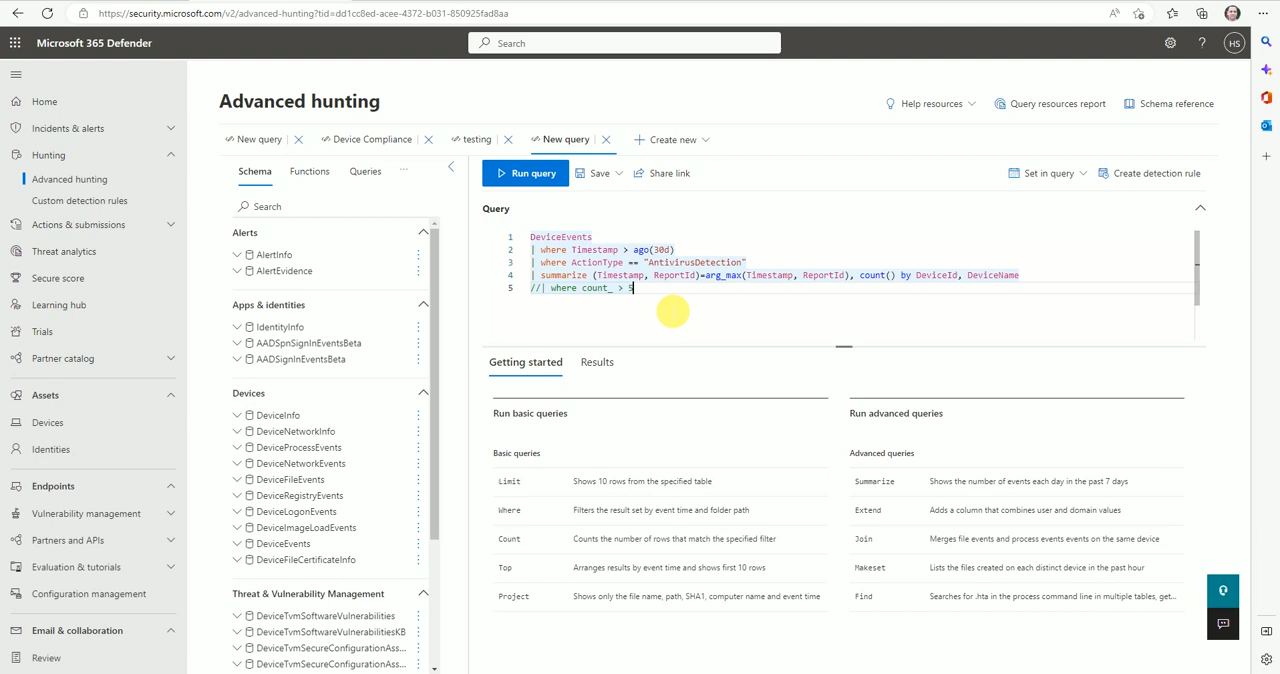 https://security.microsoft.com/v2/advanced-hunting?tid=dd1cc8ed-acee-4372-b031-850925fad8aa
Microsoft 365 Defender
Search
HS
Home
Incidents & alerts
Hunting
Advanced hunting
Custom detection rules
Actions & submissions
Threat analytics
Secure score
Learning hub
Trials
Partner catalog
Assets
Devices
Identities
Endpoints
Vulnerability management
Partners and APIs
Evaluation & tutorials
Configuration management
Email & collaboration
Review
Advanced hunting
Help resources
Query resources report
Schema reference
New query
Device Compliance
testing
New query
Create new
Schema
Functions
Queries
...
Search
Alerts
AlertInfo
AlertEvidence
Apps & identities
IdentityInfo
AADSpnSignInEventsBeta
AADSignInEventsBeta
Devices
DeviceInfo
DeviceNetworkInfo
DeviceProcessEvents
DeviceNetworkEvents
DeviceFileEvents
DeviceRegistryEvents
DeviceLogonEvents
DeviceImageLoadEvents
DeviceEvents
DeviceFileCertificateInfo
Threat & Vulnerability Management
DeviceTvmSoftwareVulnerabilities
DeviceTvmSoftwareVulnerabilitiesKB
DeviceTvmSecureConfigurationAss...
DeviceTvmSecureConfigurationAss...
Run query
Save
Share link
Set in query
Create detection rule
Query
1 DeviceEvents
2 | where Timestamp > ago(30d)
3 | where ActionType == "AntivirusDetection"
4 | summarize (Timestamp, ReportId)=arg_max(Timestamp, ReportId), count() by DeviceId, DeviceName
5 //| where count_ > 5
Getting started
Results
Run basic queries
Basic queries
Limit Shows 10 rows from the specified table
Where Filters the result set by event time and folder path
Count Counts the number of rows that match the specified filter
Top Arranges results by event time and shows first 10 rows
Project Shows only the file name, path, SHA1, computer name and event time
Run advanced queries
Advanced queries
Summarize Shows the number of events each day in the past 7 days
Extend Adds a column that combines user and domain values
Join Merges file events and process events events on the same device
Makeset Lists the files created on each distinct device in the past hour
Find Searches for .hta in the process command line in multiple tables, get...